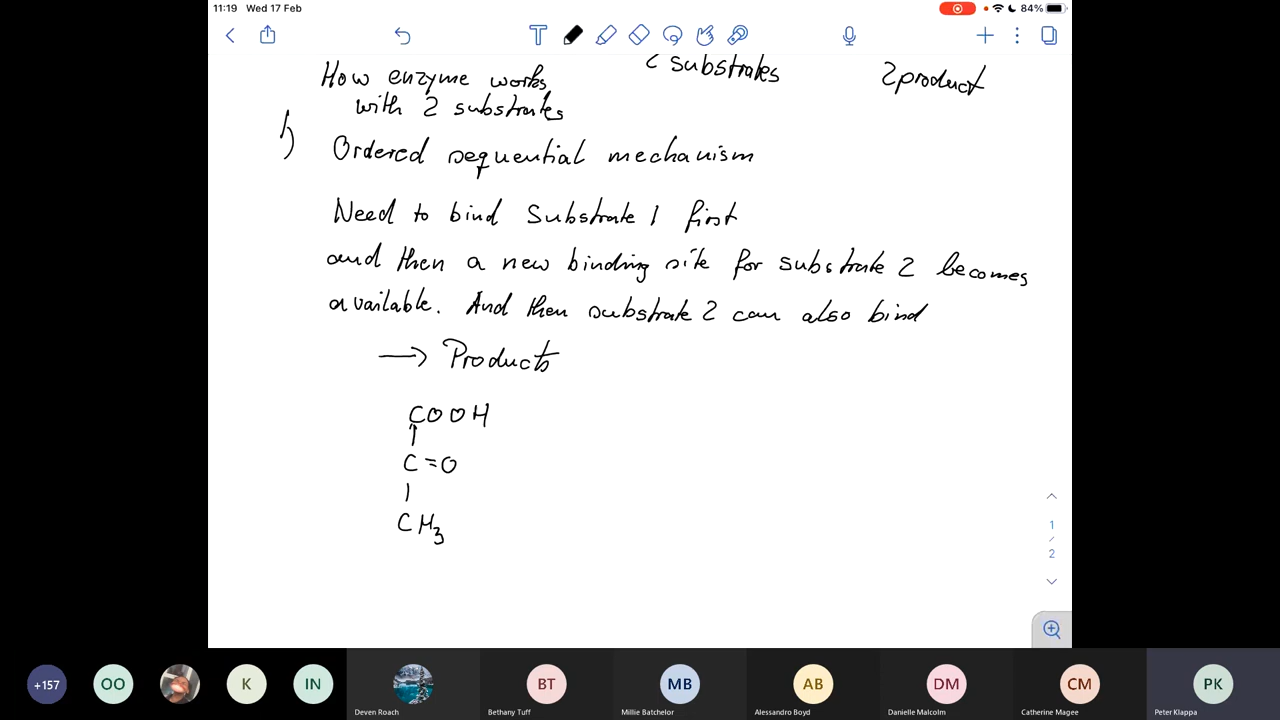 11:19 Wed 17 Feb
84%
2 substrates
2product
How enzyme works
with 2 substrates
1)
Ordered sequential mechanism
Need to bind Substrate 1 first
and then a new binding site for substrate 2 becomes
available. And then substrate 2 can also bind
→ Products
COOH
C=O
CH3
1
/
2
+157
OO
K
IN
BT
MB
AB
DM
CM
PK
Deven Roach
Bethany Tuff
Millie Batchelor
Alessandro Boyd
Danielle Malcolm
Catherine Magee
Peter Klappa